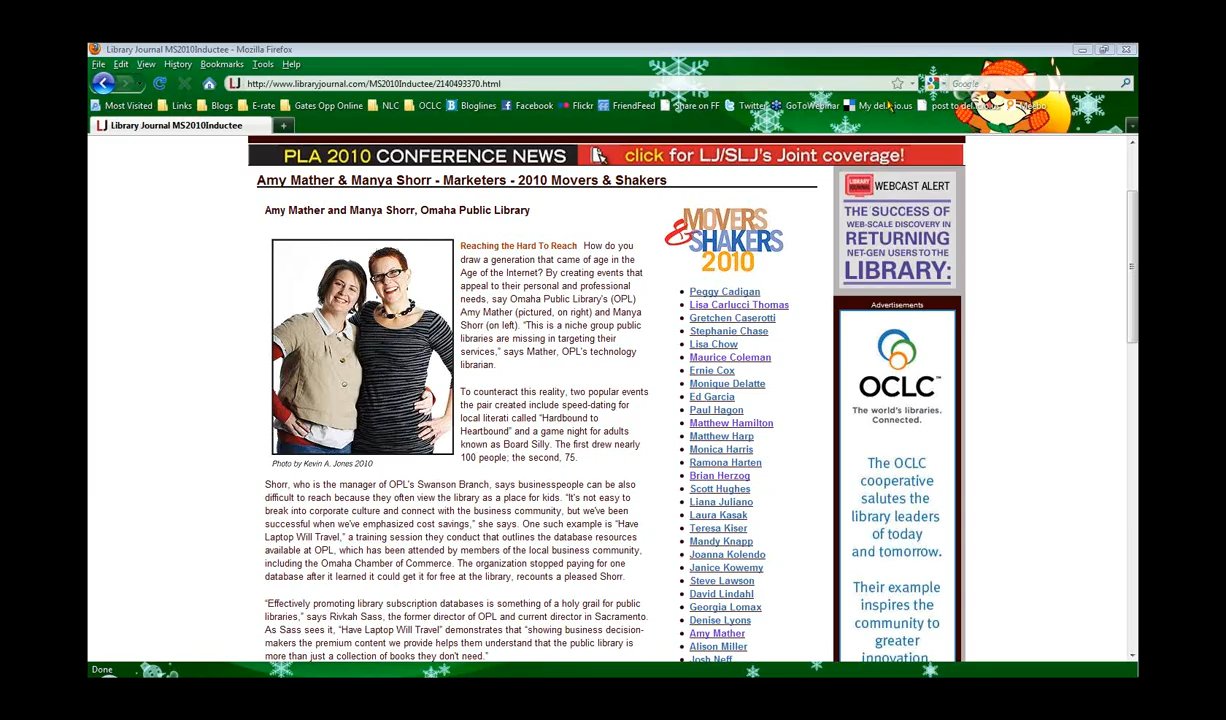 Library Journal MS2010Inductee - Mozilla Firefox
File Edit View History Bookmarks Tools Help
http://www.libraryjournal.com/MS2010Inductee/2140493370.html
Google
Most Visited Links Blogs E-rate Gates Opp Online NLC OCLC Bloglines Facebook Flickr FriendFeed Share on FF Twitter GoToWebinar My del.icio.us post to del.icio.us Meebo
Library Journal MS2010Inductee
PLA 2010 CONFERENCE NEWS click for LJ/SLJ's Joint coverage!
Amy Mather & Manya Shorr - Marketers - 2010 Movers & Shakers
Amy Mather and Manya Shorr, Omaha Public Library
Reaching the Hard To Reach How do you
draw a generation that came of age in the
Age of the Internet? By creating events that
appeal to their personal and professional
needs, say Omaha Public Library's (OPL)
Amy Mather (pictured, on right) and Manya
Shorr (on left). "This is a niche group public
libraries are missing in targeting their
services," says Mather, OPL's technology
librarian.
To counteract this reality, two popular events
the pair created include speed-dating for
local literati called "Hardbound to
Heartbound" and a game night for adults
known as Board Silly. The first drew nearly
100 people; the second, 75.
Photo by Kevin A. Jones 2010
Shorr, who is the manager of OPL's Swanson Branch, says businesspeople can be also
difficult to reach because they often view the library as a place for kids. "It's not easy to
break into corporate culture and connect with the business community, but we've been
successful when we've emphasized cost savings," she says. One such example is "Have
Laptop Will Travel," a training session they conduct that outlines the database resources
available at OPL, which has been attended by members of the local business community,
including the Omaha Chamber of Commerce. The organization stopped paying for one
database after it learned it could get it for free at the library, recounts a pleased Shorr.
"Effectively promoting library subscription databases is something of a holy grail for public
libraries," says Rivkah Sass, the former director of OPL and current director in Sacramento.
As Sass sees it, "Have Laptop Will Travel" demonstrates that "showing business decision-
makers the premium content we provide helps them understand that the public library is
more than just a collection of books they don't need."
MOVERS
& SHAKERS
2010
Peggy Cadigan
Lisa Carlucci Thomas
Gretchen Caserotti
Stephanie Chase
Lisa Chow
Maurice Coleman
Ernie Cox
Monique Delatte
Ed Garcia
Paul Hagon
Matthew Hamilton
Matthew Harp
Monica Harris
Ramona Harten
Brian Herzog
Scott Hughes
Liana Juliano
Laura Kasak
Teresa Kiser
Mandy Knapp
Joanna Kolendo
Janice Kowemy
Steve Lawson
David Lindahl
Georgia Lomax
Denise Lyons
Amy Mather
Alison Miller
Josh Neff
LIBRARY JOURNAL WEBCAST ALERT
THE SUCCESS OF
WEB-SCALE DISCOVERY IN
RETURNING
NET-GEN USERS TO THE
LIBRARY:
Advertisements
OCLC™
The world's libraries.
Connected.
The OCLC
cooperative
salutes the
library leaders
of today
and tomorrow.
Their example
inspires the
community to
greater
innovation,
Done